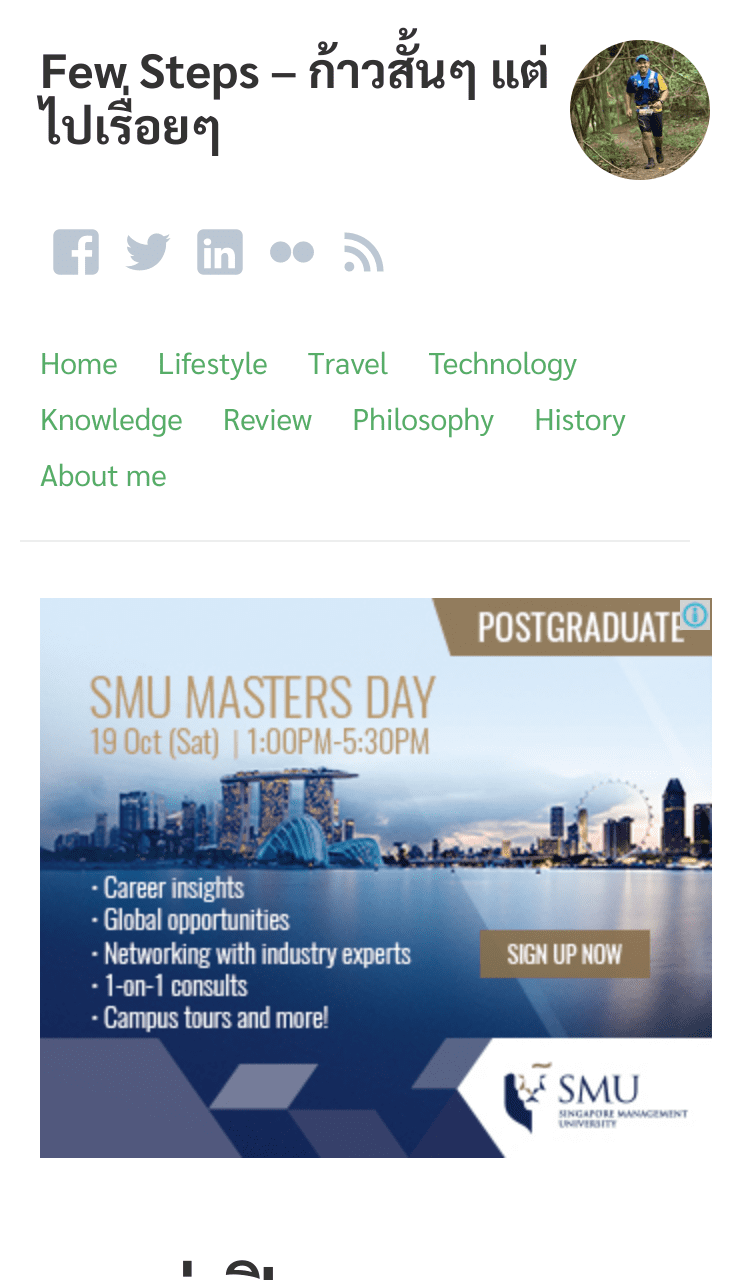 Few Steps – ก้าวสั้นๆ แต่
ไปเรื่อยๆ
Home Lifestyle Travel Technology
Knowledge Review Philosophy History
About me
POSTGRADUATE
SMU MASTERS DAY
19 Oct (Sat) | 1:00PM-5:30PM
· Career insights
· Global opportunities
· Networking with industry experts
· 1-on-1 consults
· Campus tours and more!
SIGN UP NOW
SMU
SINGAPORE MANAGEMENT
UNIVERSITY